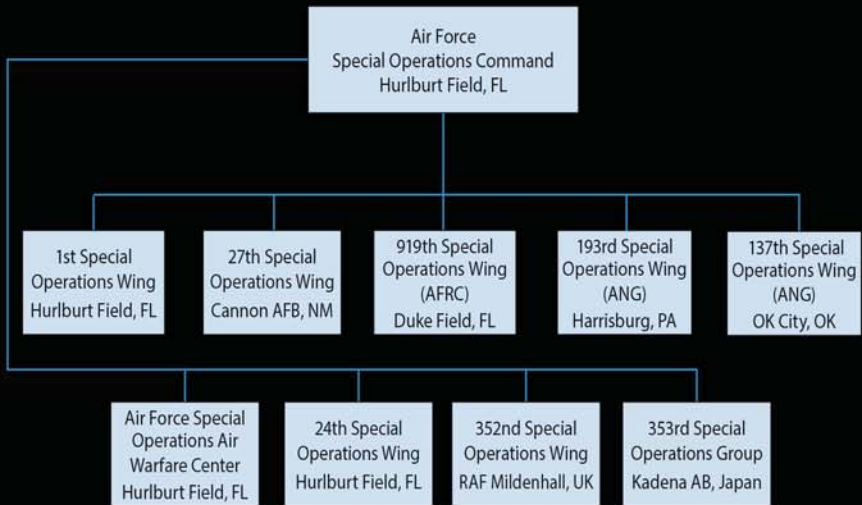 Air Force
Special Operations Command
Hurlburt Field, FL
1st Special
Operations Wing
Hurlburt Field, FL
27th Special
Operations Wing
Cannon AFB, NM
919th Special
Operations Wing
(AFRC)
Duke Field, FL
193rd Special
Operations Wing
(ANG)
Harrisburg, PA
137th Special
Operations Wing
(ANG)
OK City, OK
Air Force Special
Operations Air
Warfare Center
Hurlburt Field, FL
24th Special
Operations Wing
Hurlburt Field, FL
352nd Special
Operations Wing
RAF Mildenhall, UK
353rd Special
Operations Group
Kadena AB, Japan